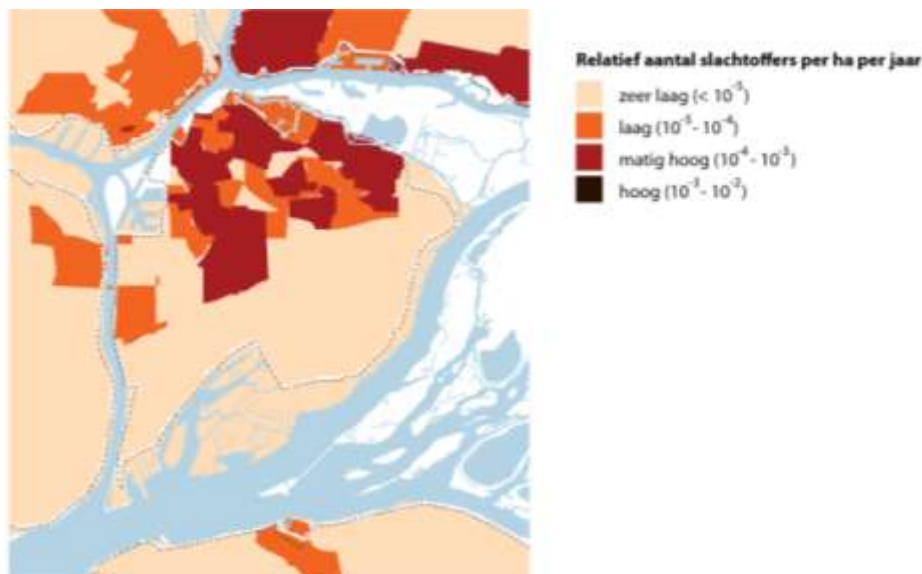 Relatief aantal slachtoffers per ha per jaar
zeer laag (< 10⁻⁵)
laag (10⁻⁵ - 10⁻⁴)
matig hoog (10⁻⁴ - 10⁻³)
hoog (10⁻³ - 10⁻²)